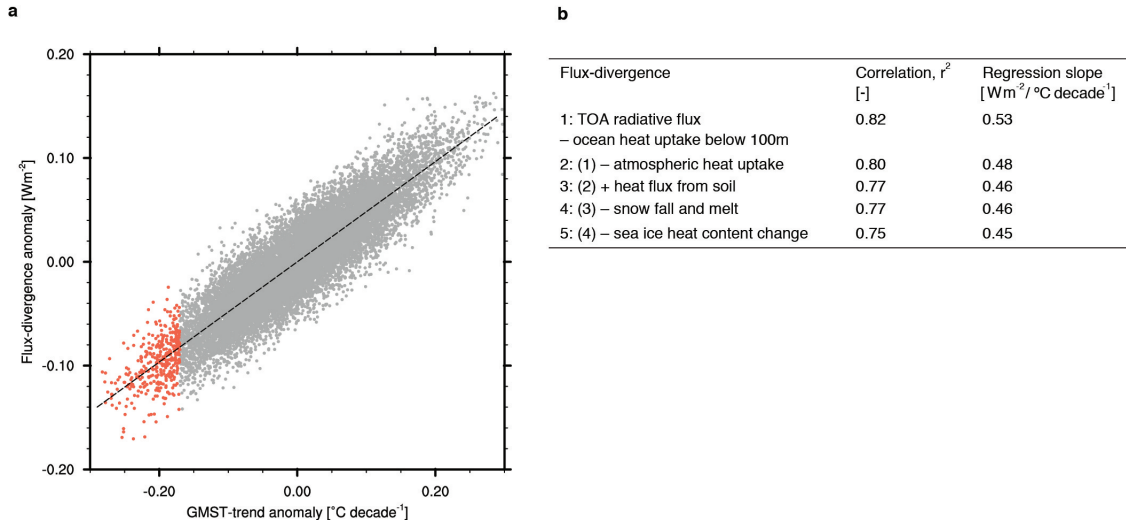 a
b
0.20
0.10
0.00
-0.10
-0.20
Flux-divergence anomaly [Wm⁻²]
-0.20 0.00 0.20
GMST-trend anomaly [°C decade⁻¹]
Flux-divergence Correlation, r² Regression slope
[-] [Wm⁻²/ ºC decade⁻¹]
1: TOA radiative flux 0.82 0.53
– ocean heat uptake below 100m
2: (1) – atmospheric heat uptake 0.80 0.48
3: (2) + heat flux from soil 0.77 0.46
4: (3) – snow fall and melt 0.77 0.46
5: (4) – sea ice heat content change 0.75 0.45